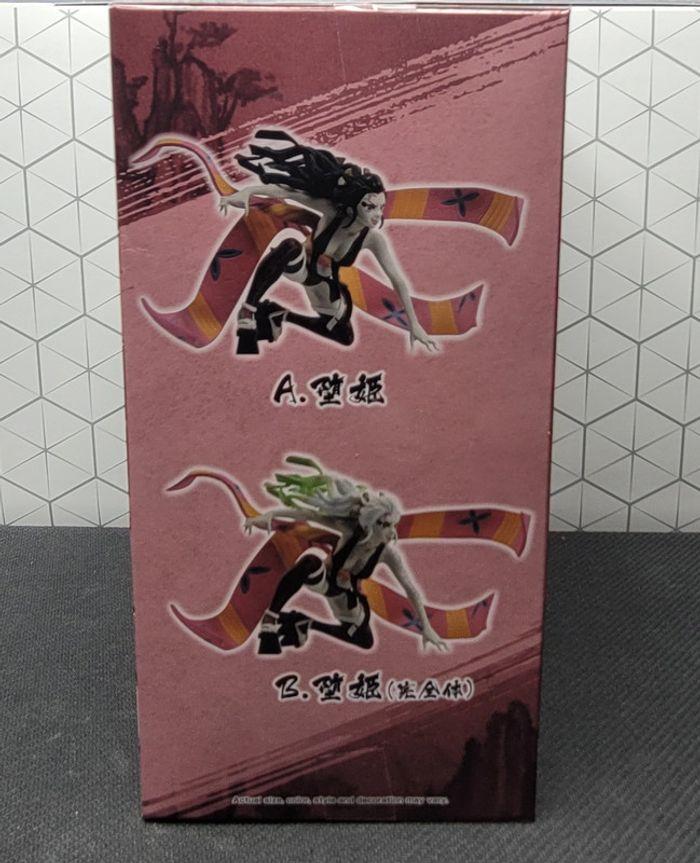 A.堕姫
B.堕姫(完全体)
Actual size, color, style and decoration may vary.